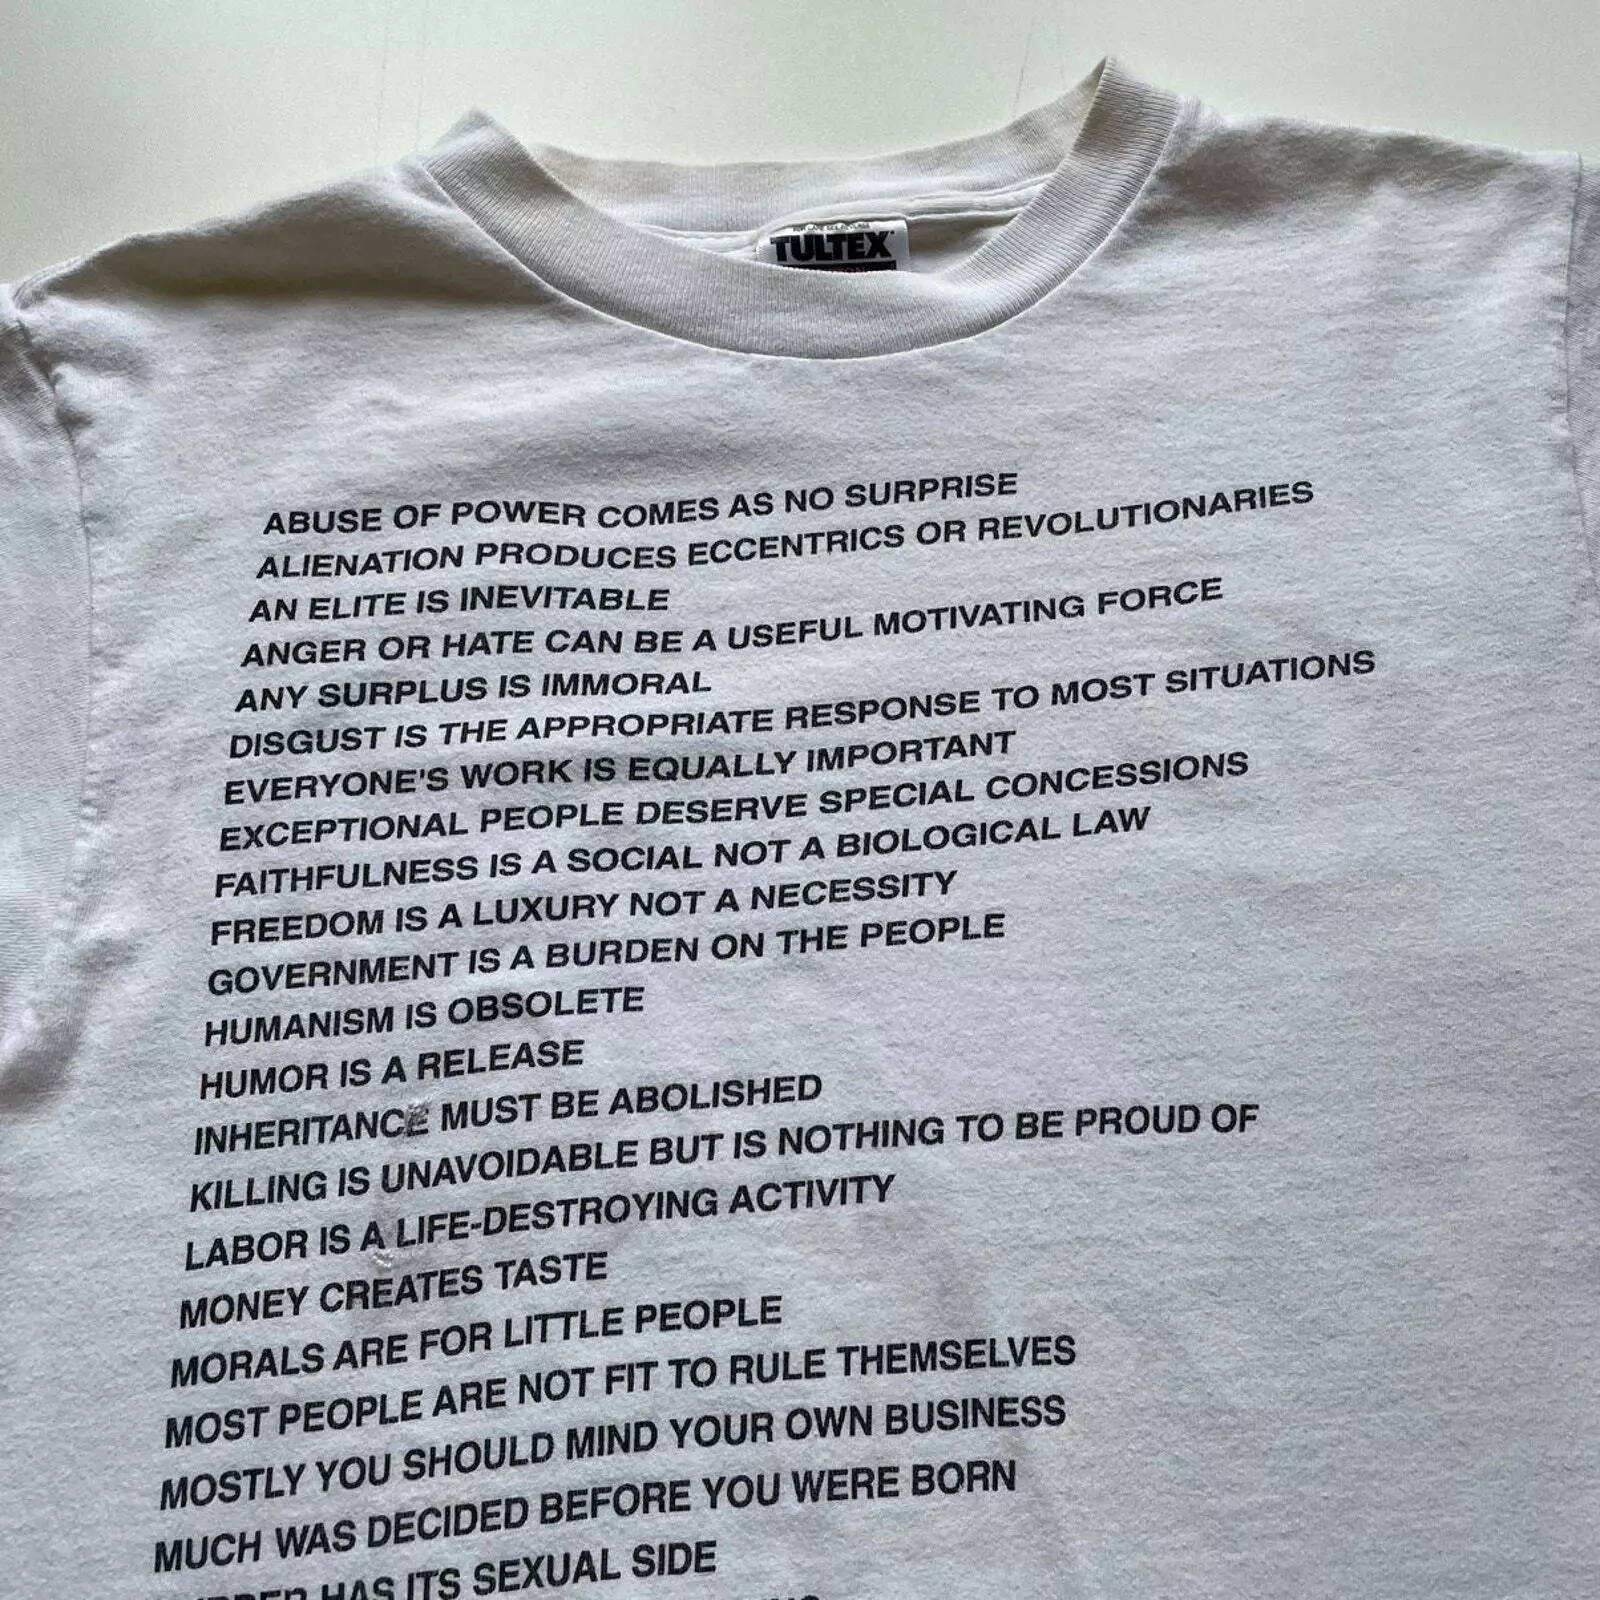 TULTEX
ABUSE OF POWER COMES AS NO SURPRISE
ALIENATION PRODUCES ECCENTRICS OR REVOLUTIONARIES
AN ELITE IS INEVITABLE
ANGER OR HATE CAN BE A USEFUL MOTIVATING FORCE
ANY SURPLUS IS IMMORAL
DISGUST IS THE APPROPRIATE RESPONSE TO MOST SITUATIONS
EVERYONE'S WORK IS EQUALLY IMPORTANT
EXCEPTIONAL PEOPLE DESERVE SPECIAL CONCESSIONS
FAITHFULNESS IS A SOCIAL NOT A BIOLOGICAL LAW
FREEDOM IS A LUXURY NOT A NECESSITY
GOVERNMENT IS A BURDEN ON THE PEOPLE
HUMANISM IS OBSOLETE
HUMOR IS A RELEASE
INHERITANCE MUST BE ABOLISHED
KILLING IS UNAVOIDABLE BUT IS NOTHING TO BE PROUD OF
LABOR IS A LIFE-DESTROYING ACTIVITY
MONEY CREATES TASTE
MORALS ARE FOR LITTLE PEOPLE
MOST PEOPLE ARE NOT FIT TO RULE THEMSELVES
MOSTLY YOU SHOULD MIND YOUR OWN BUSINESS
MUCH WAS DECIDED BEFORE YOU WERE BORN
HAS ITS SEXUAL SIDE